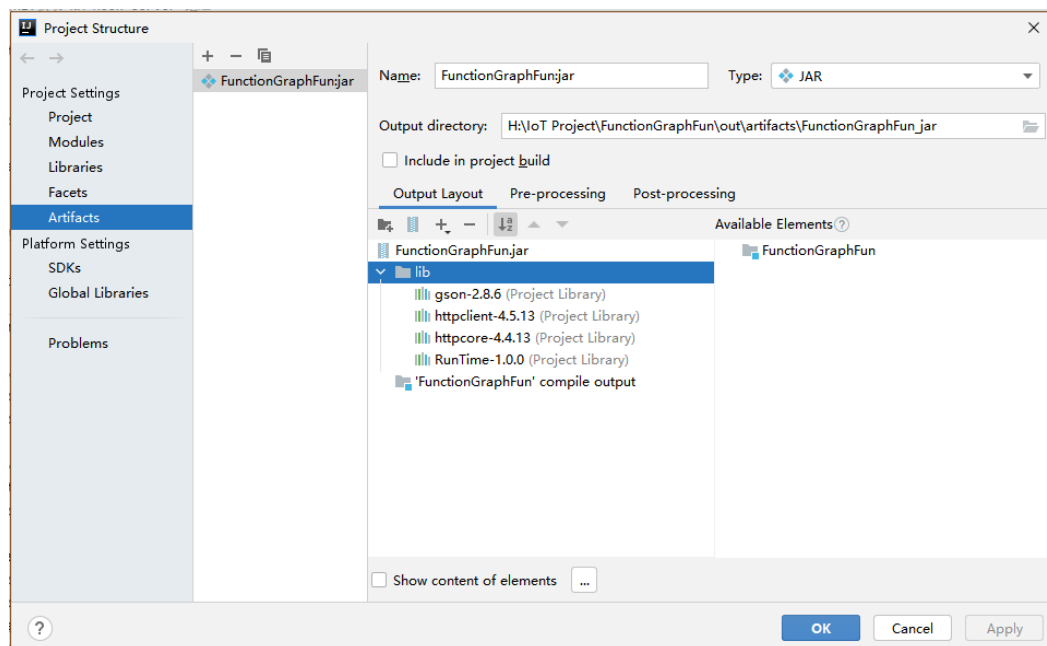 Project Structure
Project Settings
Project
Modules
Libraries
Facets
Artifacts
Platform Settings
SDKs
Global Libraries
Problems
FunctionGraphFun:jar
Name: FunctionGraphFun:jar Type: JAR
Output directory: H:\IoT Project\FunctionGraphFun\out\artifacts\FunctionGraphFun_jar
Include in project build
Output Layout Pre-processing Post-processing
Available Elements
FunctionGraphFun.jar
lib
gson-2.8.6 (Project Library)
httpclient-4.5.13 (Project Library)
httpcore-4.4.13 (Project Library)
RunTime-1.0.0 (Project Library)
'FunctionGraphFun' compile output
FunctionGraphFun
Show content of elements ...
? OK Cancel Apply